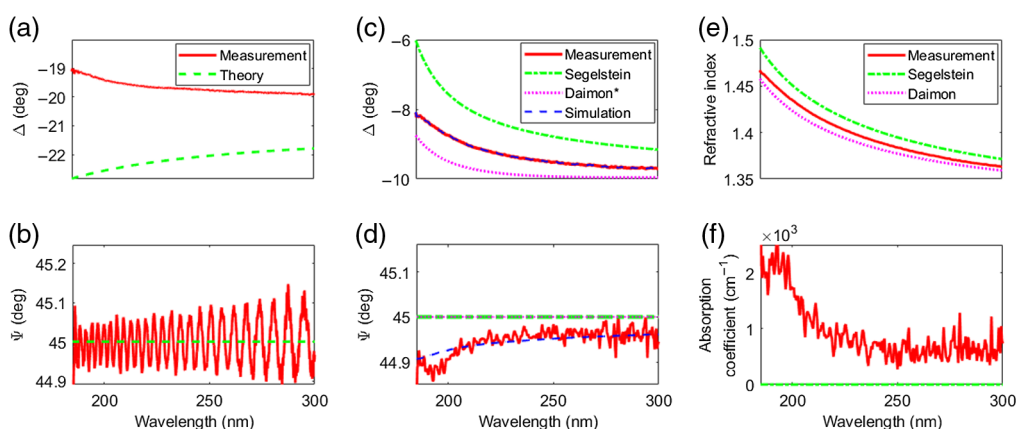 (a)
Δ (deg)
−19
−20
−21
−22
Measurement
Theory
(c)
Δ (deg)
−6
−8
−10
Measurement
Segelstein
Daimon*
Simulation
(e)
Refractive index
1.5
1.45
1.4
1.35
Measurement
Segelstein
Daimon
(b)
Ψ (deg)
45.2
45.1
45
44.9
200
250
300
Wavelength (nm)
(d)
Ψ (deg)
45.1
45
44.9
200
250
300
Wavelength (nm)
(f)
×10³
Absorption
coefficient (cm⁻¹)
2
1
0
200
250
300
Wavelength (nm)